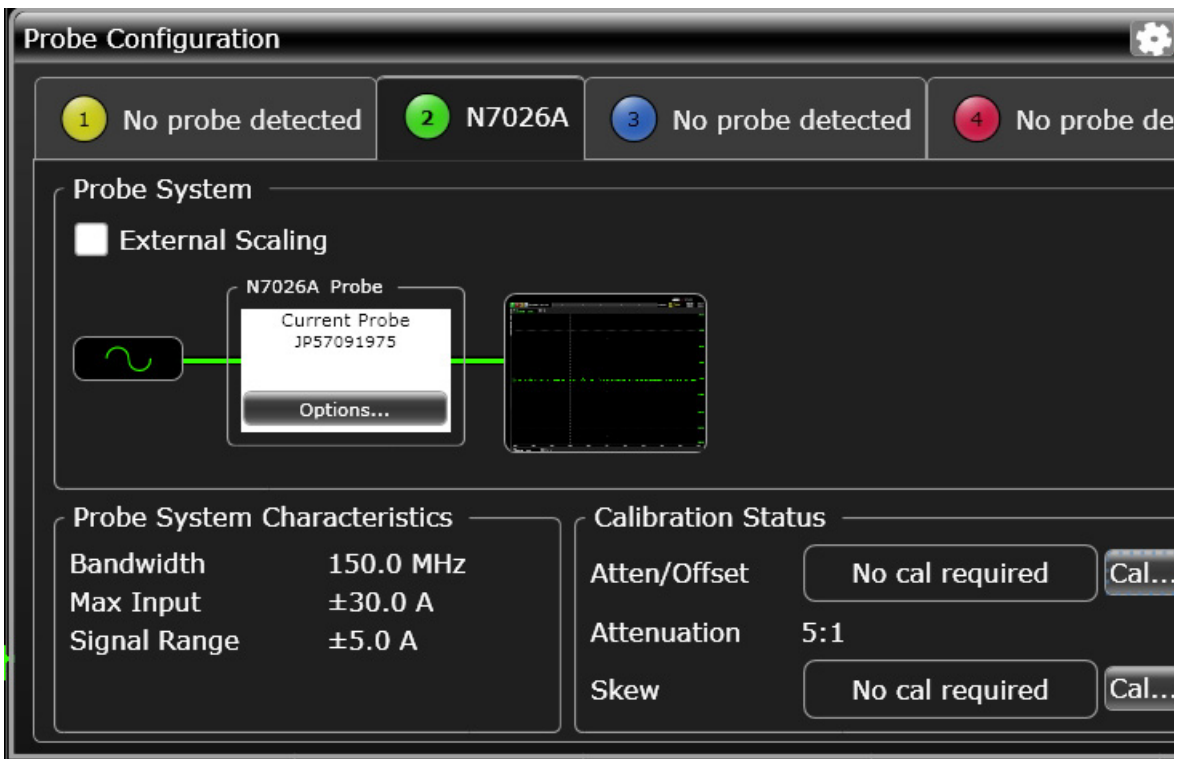 Probe Configuration
1 No probe detected
2 N7026A
3 No probe detected
4 No probe de
Probe System
External Scaling
N7026A Probe
Current Probe
JP57091975
Options...
Probe System Characteristics
Bandwidth 150.0 MHz
Max Input ±30.0 A
Signal Range ±5.0 A
Calibration Status
Atten/Offset No cal required Cal...
Attenuation 5:1
Skew No cal required Cal...